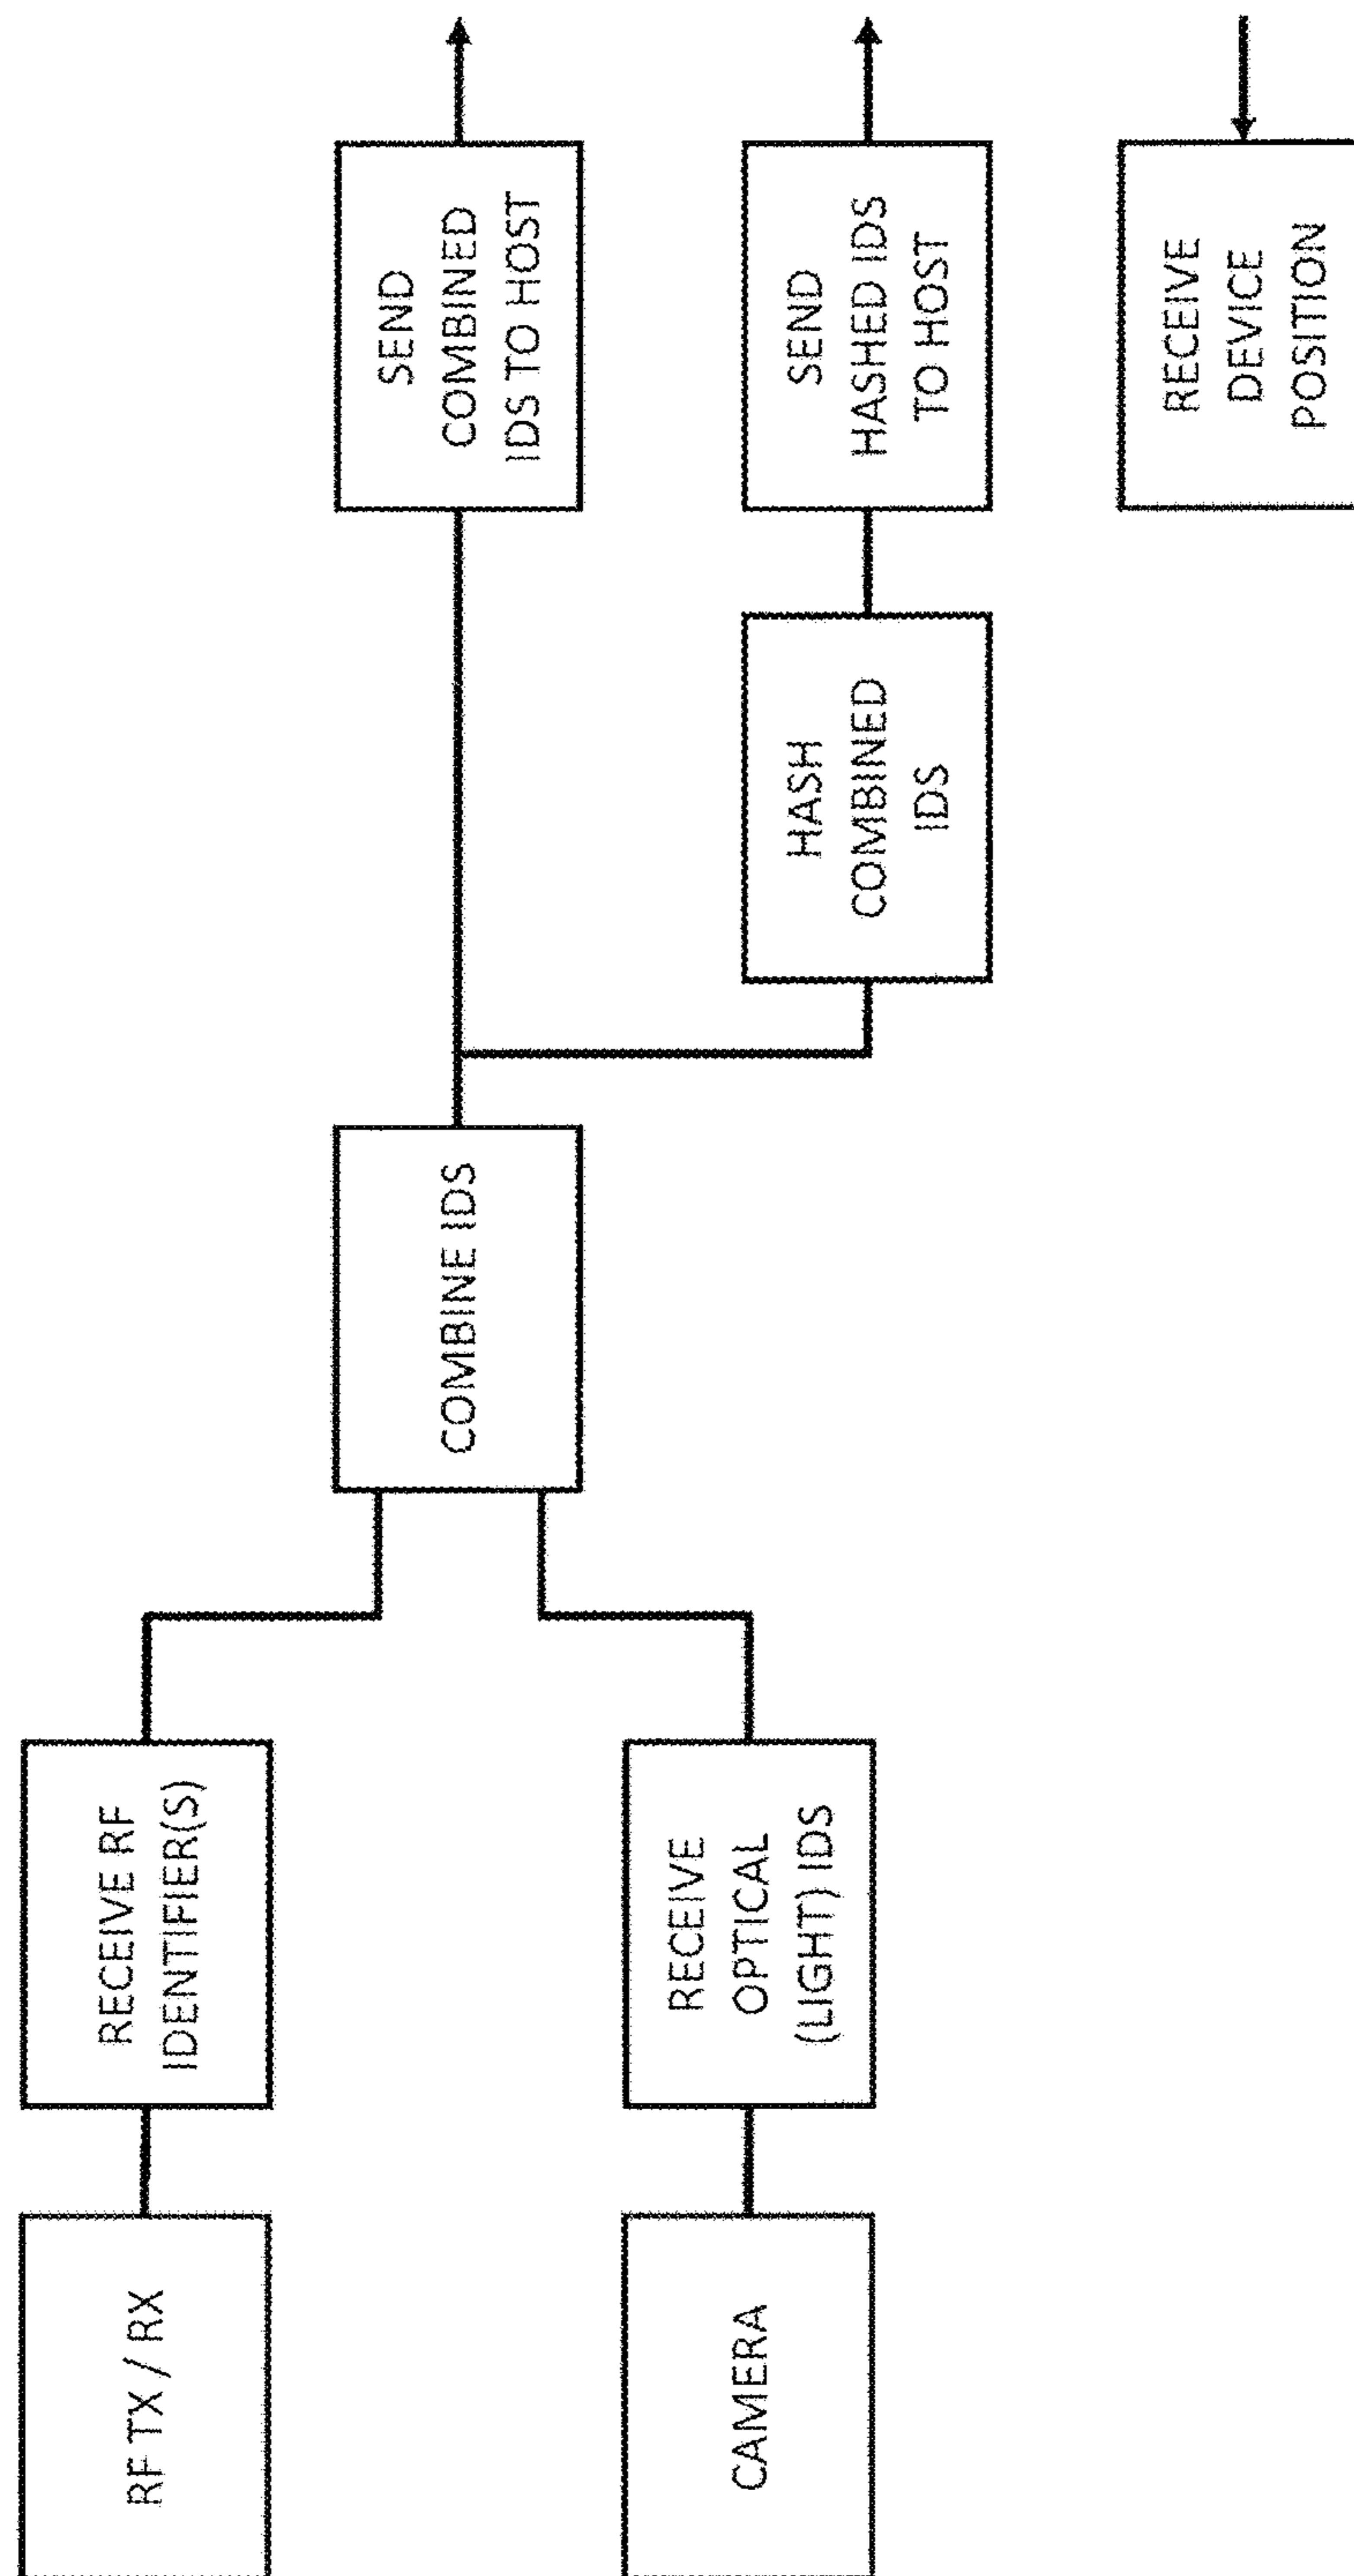 RF TX / RX
RECEIVE RF
IDENTIFIER(S)
CAMERA
RECEIVE
OPTICAL
(LIGHT) IDS
COMBINE IDS
SEND
COMBINED
IDS TO HOST
HASH
COMBINED
IDS
SEND
HASHED IDS
TO HOST
RECEIVE
DEVICE
POSITION